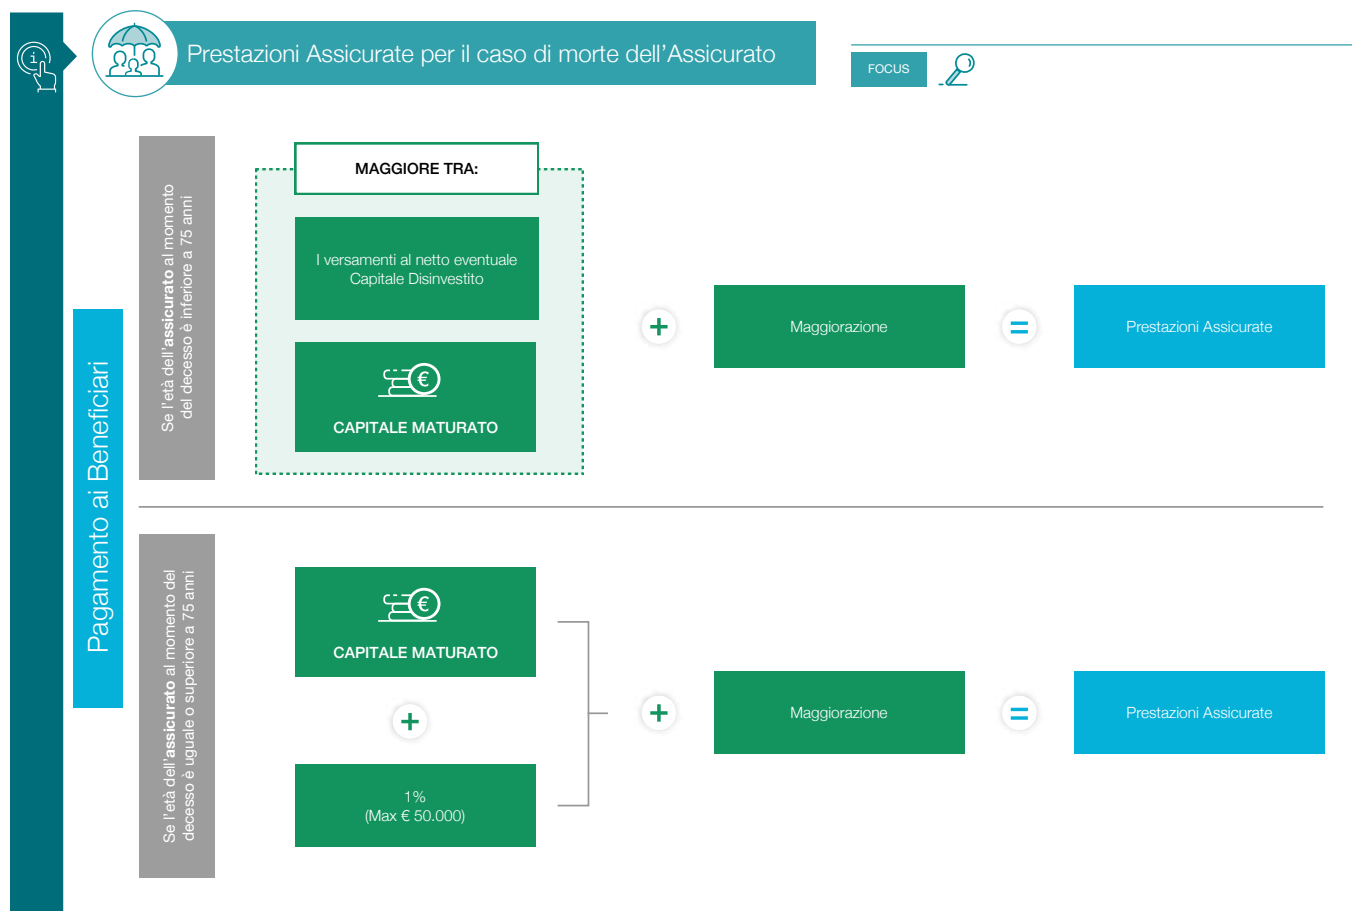 Prestazioni Assicurate per il caso di morte dell'Assicurato
FOCUS
Pagamento ai Beneficiari
Se l'età dell'assicurato al momento
del decesso è inferiore a 75 anni
MAGGIORE TRA:
I versamenti al netto eventuale
Capitale Disinvestito
€
CAPITALE MATURATO
+
Maggiorazione
=
Prestazioni Assicurate
Se l'età dell'assicurato al momento del
decesso è uguale o superiore a 75 anni
€
CAPITALE MATURATO
+
1%
(Max € 50.000)
+
Maggiorazione
=
Prestazioni Assicurate